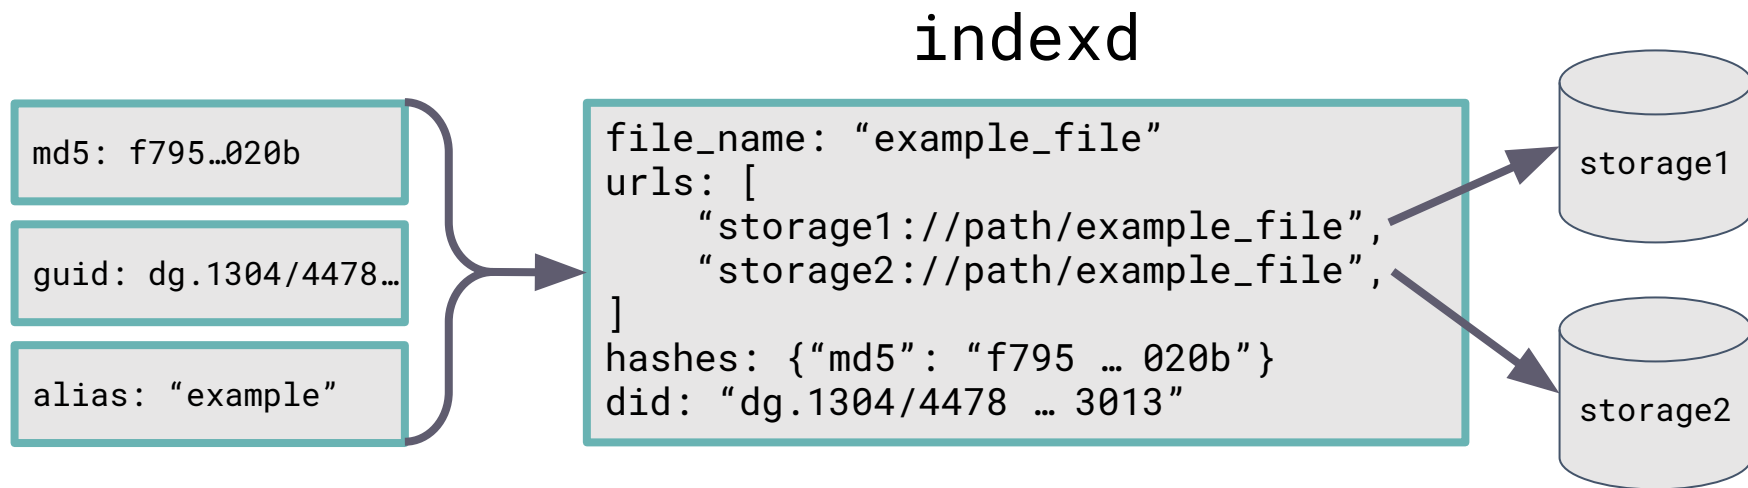 indexd
md5: f795…020b
guid: dg.1304/4478…
alias: “example”
file_name: “example_file”
urls: [
“storage1://path/example_file”,
“storage2://path/example_file”,
]
hashes: {“md5”: “f795 … 020b”}
did: “dg.1304/4478 … 3013”
storage1
storage2